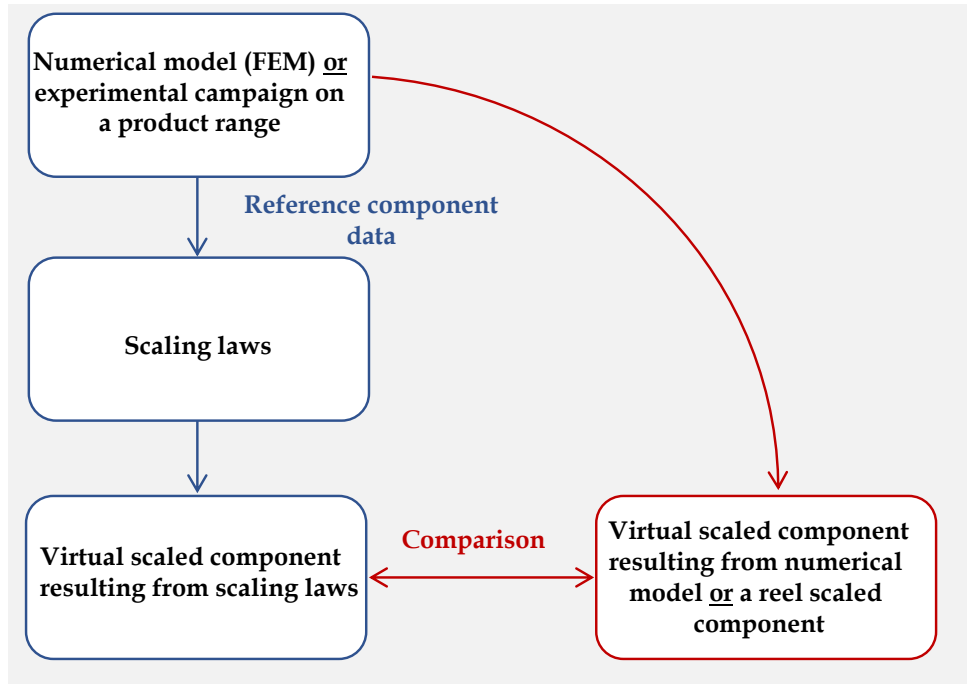 Numerical model (FEM) or
experimental campaign on
a product range
Reference component
data
Scaling laws
Virtual scaled component
resulting from scaling laws
Comparison
Virtual scaled component
resulting from numerical
model or a reel scaled
component